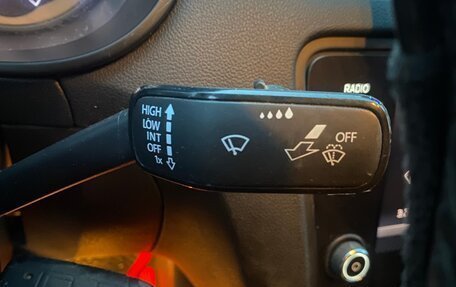 RADIO
HIGH
LOW
INT
OFF
1x
OFF